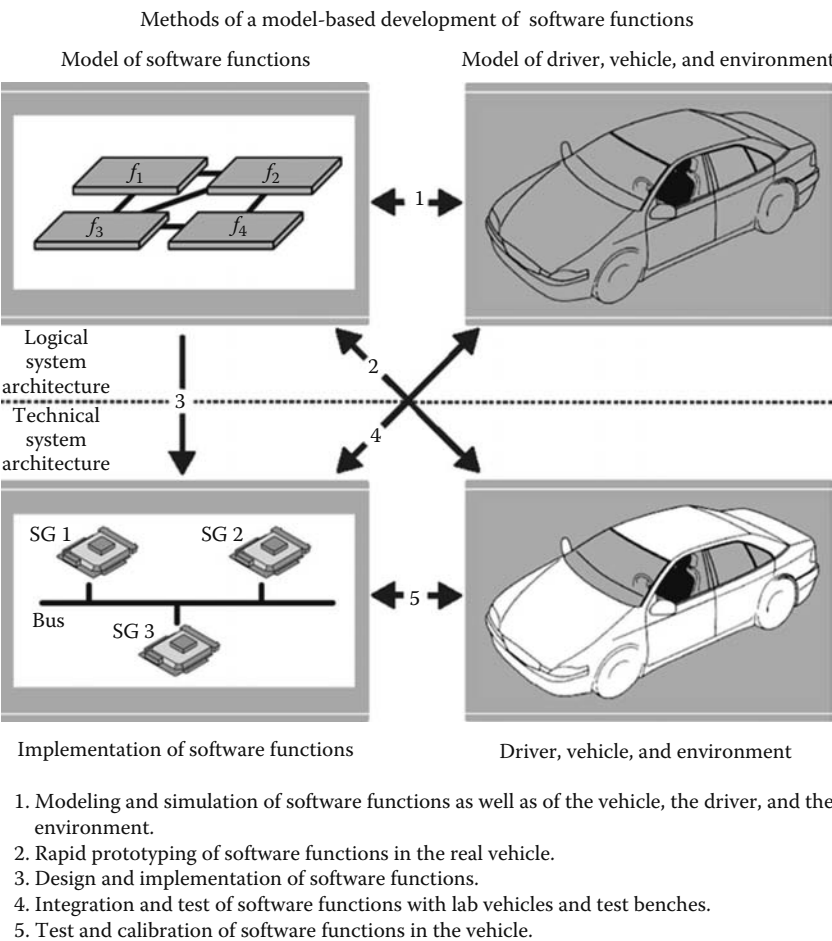 Methods of a model-based development of software functions
Model of software functions
Model of driver, vehicle, and environment
f1
f2
f3
f4
1
Logical
system
architecture
2
3
Technical
system
architecture
4
SG 1
SG 2
Bus
SG 3
5
Implementation of software functions
Driver, vehicle, and environment
1. Modeling and simulation of software functions as well as of the vehicle, the driver, and the
environment.
2. Rapid prototyping of software functions in the real vehicle.
3. Design and implementation of software functions.
4. Integration and test of software functions with lab vehicles and test benches.
5. Test and calibration of software functions in the vehicle.